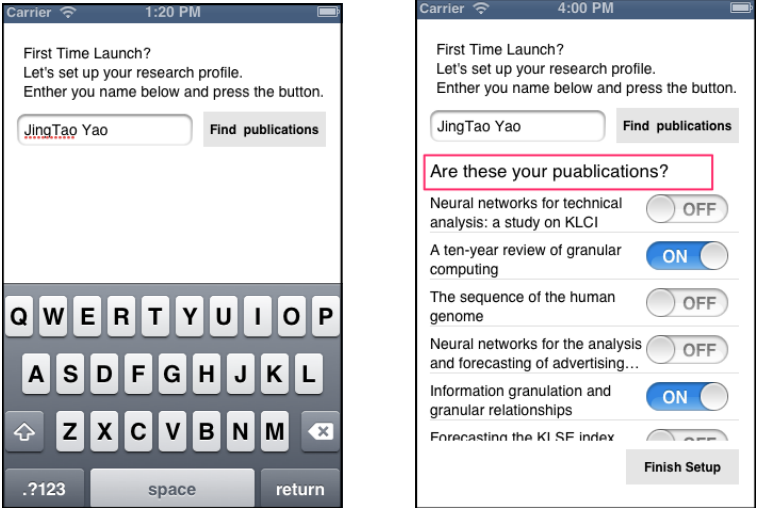 Carrier 1:20 PM
First Time Launch?
Let's set up your research profile.
Enther you name below and press the button.
JingTao Yao Find publications
Q W E R T Y U I O P
A S D F G H J K L
Z X C V B N M
.?123 space return
Carrier 4:00 PM
First Time Launch?
Let's set up your research profile.
Enther you name below and press the button.
JingTao Yao Find publications
Are these your puablications?
Neural networks for technical
analysis: a study on KLCI OFF
A ten-year review of granular
computing ON
The sequence of the human
genome OFF
Neural networks for the analysis
and forecasting of advertising... OFF
Information granulation and
granular relationships ON
Forecasting the KLSE index OFF
Finish Setup